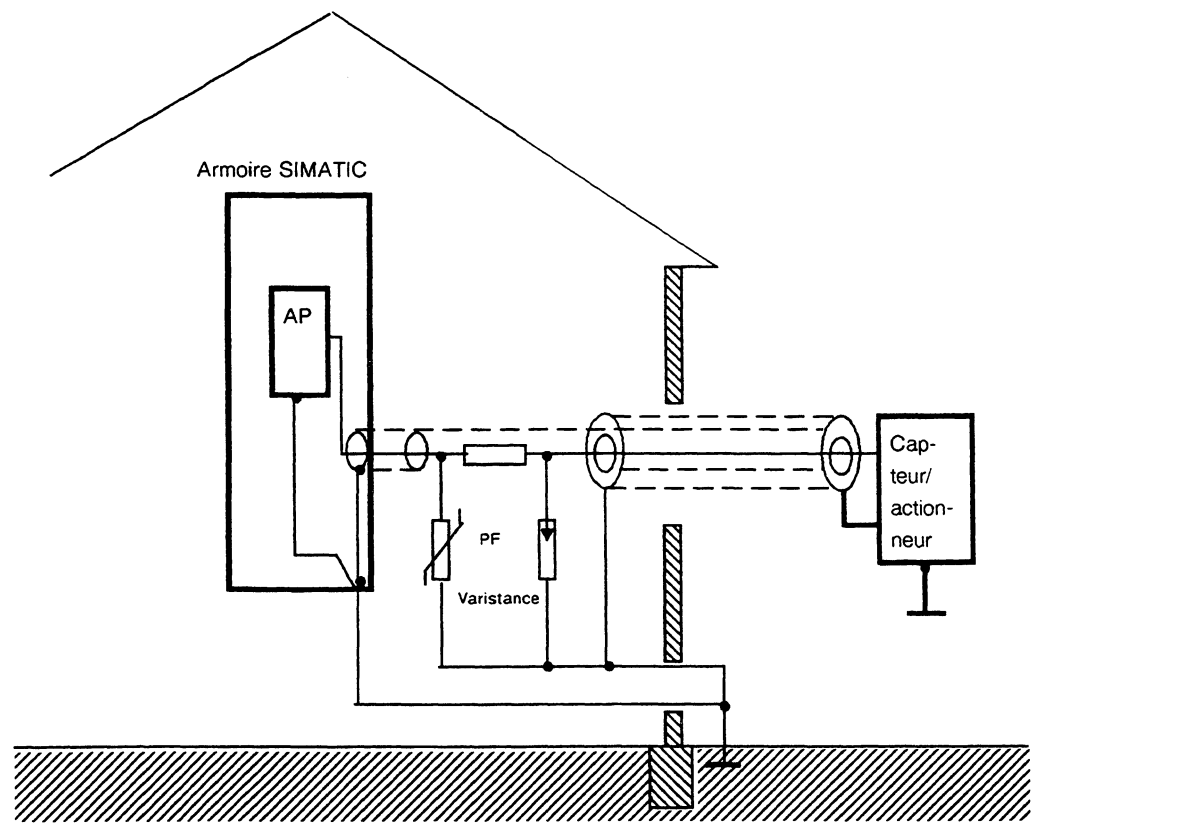 Armoire SIMATIC
AP
Cap-
teur/
action-
neur
PF
Varistance